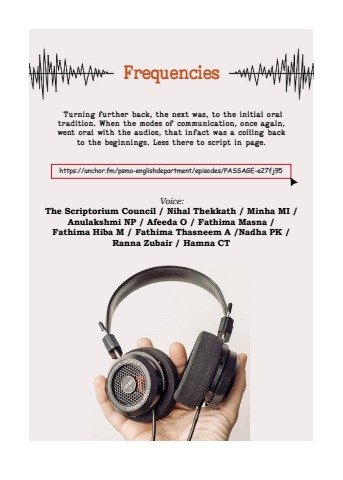 Frequencies
Turning further back, the next was, to the initial oral
tradition. When the modes of communication, once again,
went oral with the audios, that infact was a coiling back
to the beginnings. Less there to script in page.
https://anchor.fm/psmo-englishdepartment/episodes/PASSAGE-e27fj95
Voice:
The Scriptorium Council / Nihal Thekkath / Minha MI /
Anulakshmi NP / Afeeda O / Fathima Masna /
Fathima Hiba M / Fathima Thasneem A /Nadha PK /
Ranna Zubair / Hamna CT